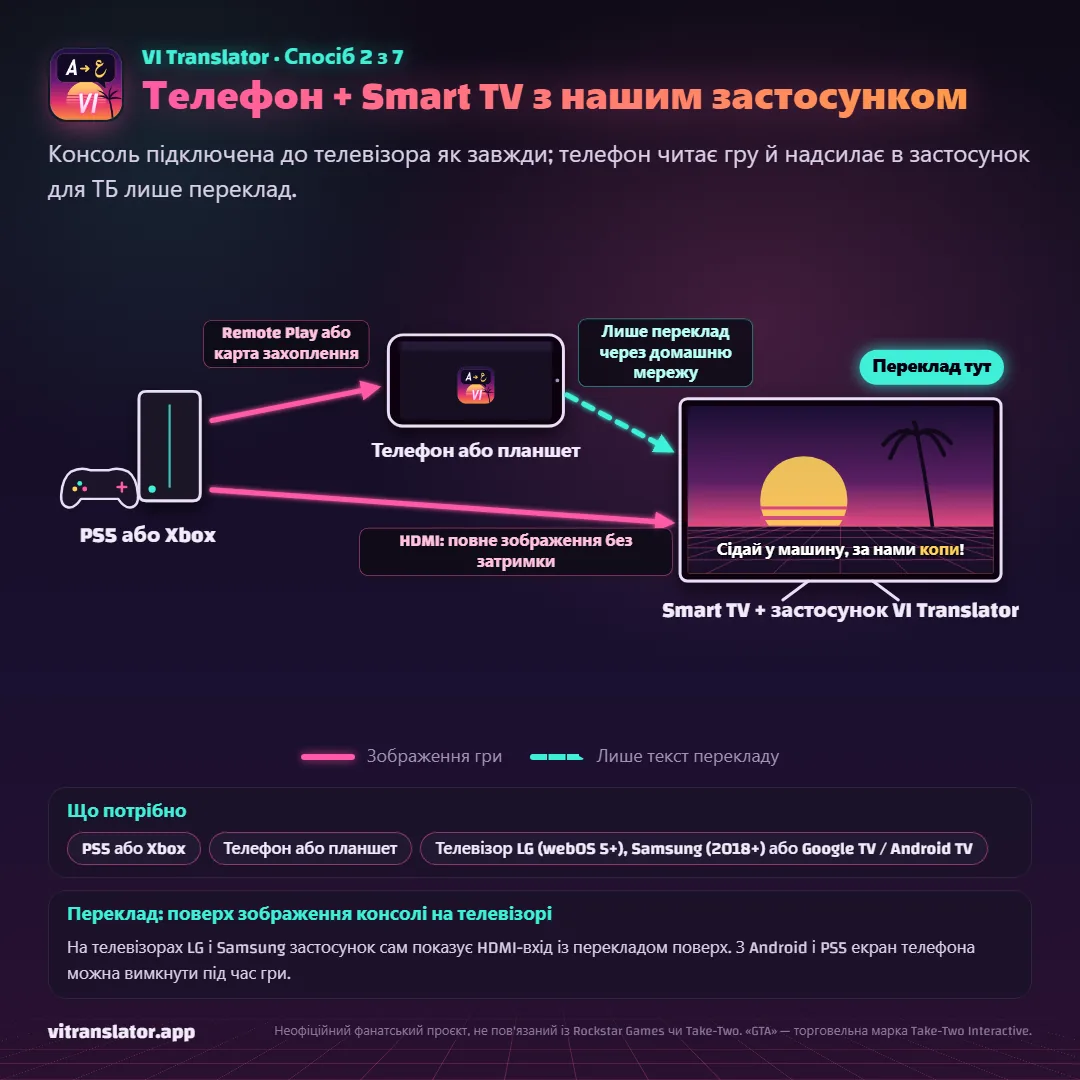 A→ع
VI
VI Translator · Спосіб 2 з 7
Телефон + Smart TV з нашим застосунком
Консоль підключена до телевізора як завжди; телефон читає гру й надсилає в застосунок
для ТБ лише переклад.
Remote Play або
карта захоплення
Лише переклад
через домашню
мережу
Переклад тут
A→ع
VI
Телефон або планшет
PS5 або Xbox
HDMI: повне зображення без
затримки
Сідай у машину, за нами копи!
Smart TV + застосунок VI Translator
Зображення гри
Лише текст перекладу
Що потрібно
PS5 або Xbox
Телефон або планшет
Телевізор LG (webOS 5+), Samsung (2018+) або Google TV / Android TV
Переклад: поверх зображення консолі на телевізорі
На телевізорах LG і Samsung застосунок сам показує HDMI-вхід із перекладом поверх. З Android і PS5 екран телефона
можна вимкнути під час гри.
vitranslator.app
Неофіційний фанатський проєкт, не пов'язаний із Rockstar Games чи Take-Two. «GTA» — торговельна марка Take-Two Interactive.